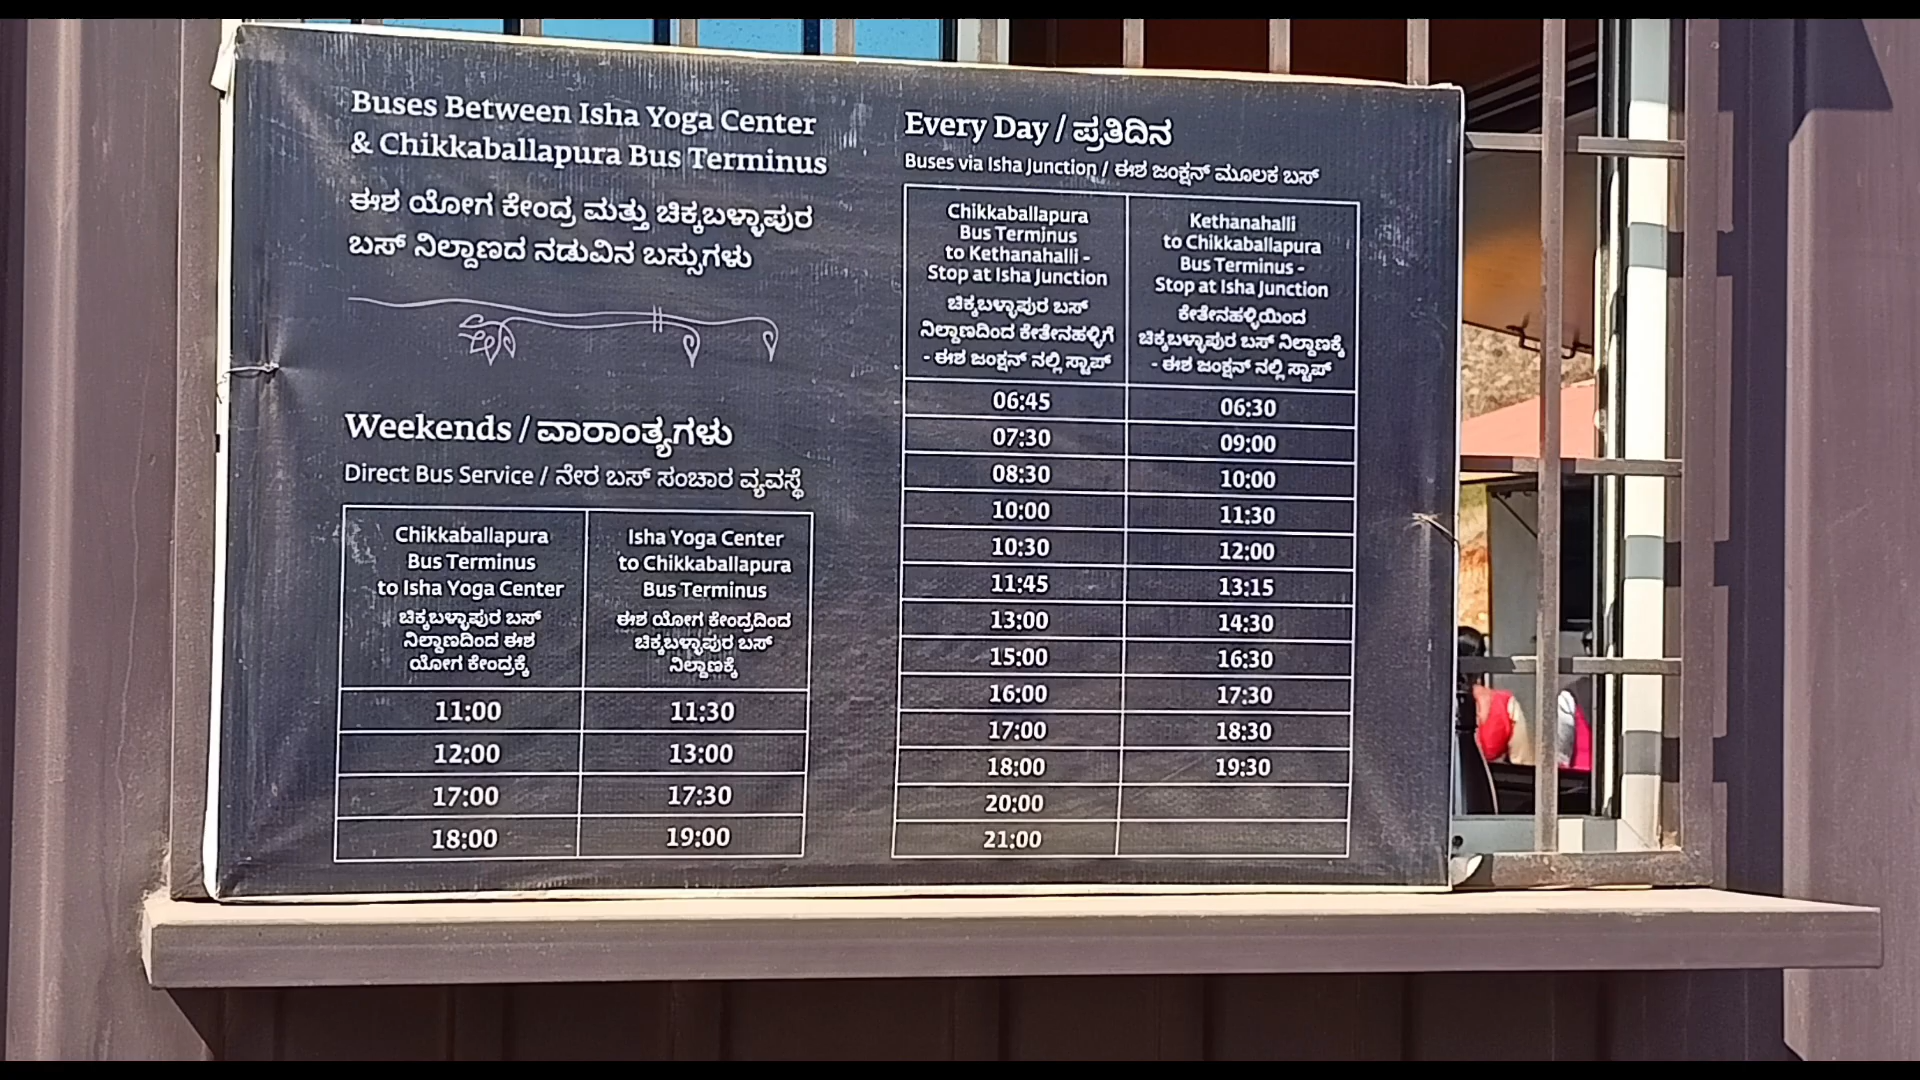 Buses Between Isha Yoga Center
& Chikkaballapura Bus Terminus
ಈಶ ಯೋಗ ಕೇಂದ್ರ ಮತ್ತು ಚಿಕ್ಕಬಳ್ಳಾಪುರ
ಬಸ್ ನಿಲ್ದಾಣದ ನಡುವಿನ ಬಸ್ಸುಗಳು
Weekends / ವಾರಾಂತ್ಯಗಳು
Direct Bus Service / ನೇರ ಬಸ್ ಸಂಚಾರ ವ್ಯವಸ್ಥೆ
Chikkaballapura
Bus Terminus
to Isha Yoga Center
ಚಿಕ್ಕಬಳ್ಳಾಪುರ ಬಸ್
ನಿಲ್ದಾಣದಿಂದ ಈಶ
ಯೋಗ ಕೇಂದ್ರಕ್ಕೆ
Isha Yoga Center
to Chikkaballapura
Bus Terminus
ಈಶ ಯೋಗ ಕೇಂದ್ರದಿಂದ
ಚಿಕ್ಕಬಳ್ಳಾಪುರ ಬಸ್
ನಿಲ್ದಾಣಕ್ಕೆ
11:00 11:30
12:00 13:00
17:00 17:30
18:00 19:00
Every Day / ಪ್ರತಿದಿನ
Buses via Isha Junction / ಈಶ ಜಂಕ್ಷನ್ ಮೂಲಕ ಬಸ್
Chikkaballapura
Bus Terminus
to Kethanahalli -
Stop at Isha Junction
ಚಿಕ್ಕಬಳ್ಳಾಪುರ ಬಸ್
ನಿಲ್ದಾಣದಿಂದ ಕೇತೇನಹಳ್ಳಿಗೆ
- ಈಶ ಜಂಕ್ಷನ್ ನಲ್ಲಿ ಸ್ಟಾಪ್
Kethanahalli
to Chikkaballapura
Bus Terminus -
Stop at Isha Junction
ಕೇತೇನಹಳ್ಳಿಯಿಂದ
ಚಿಕ್ಕಬಳ್ಳಾಪುರ ಬಸ್ ನಿಲ್ದಾಣಕ್ಕೆ
- ಈಶ ಜಂಕ್ಷನ್ ನಲ್ಲಿ ಸ್ಟಾಪ್
06:45 06:30
07:30 09:00
08:30 10:00
10:00 11:30
10:30 12:00
11:45 13:15
13:00 14:30
15:00 16:30
16:00 17:30
17:00 18:30
18:00 19:30
20:00
21:00